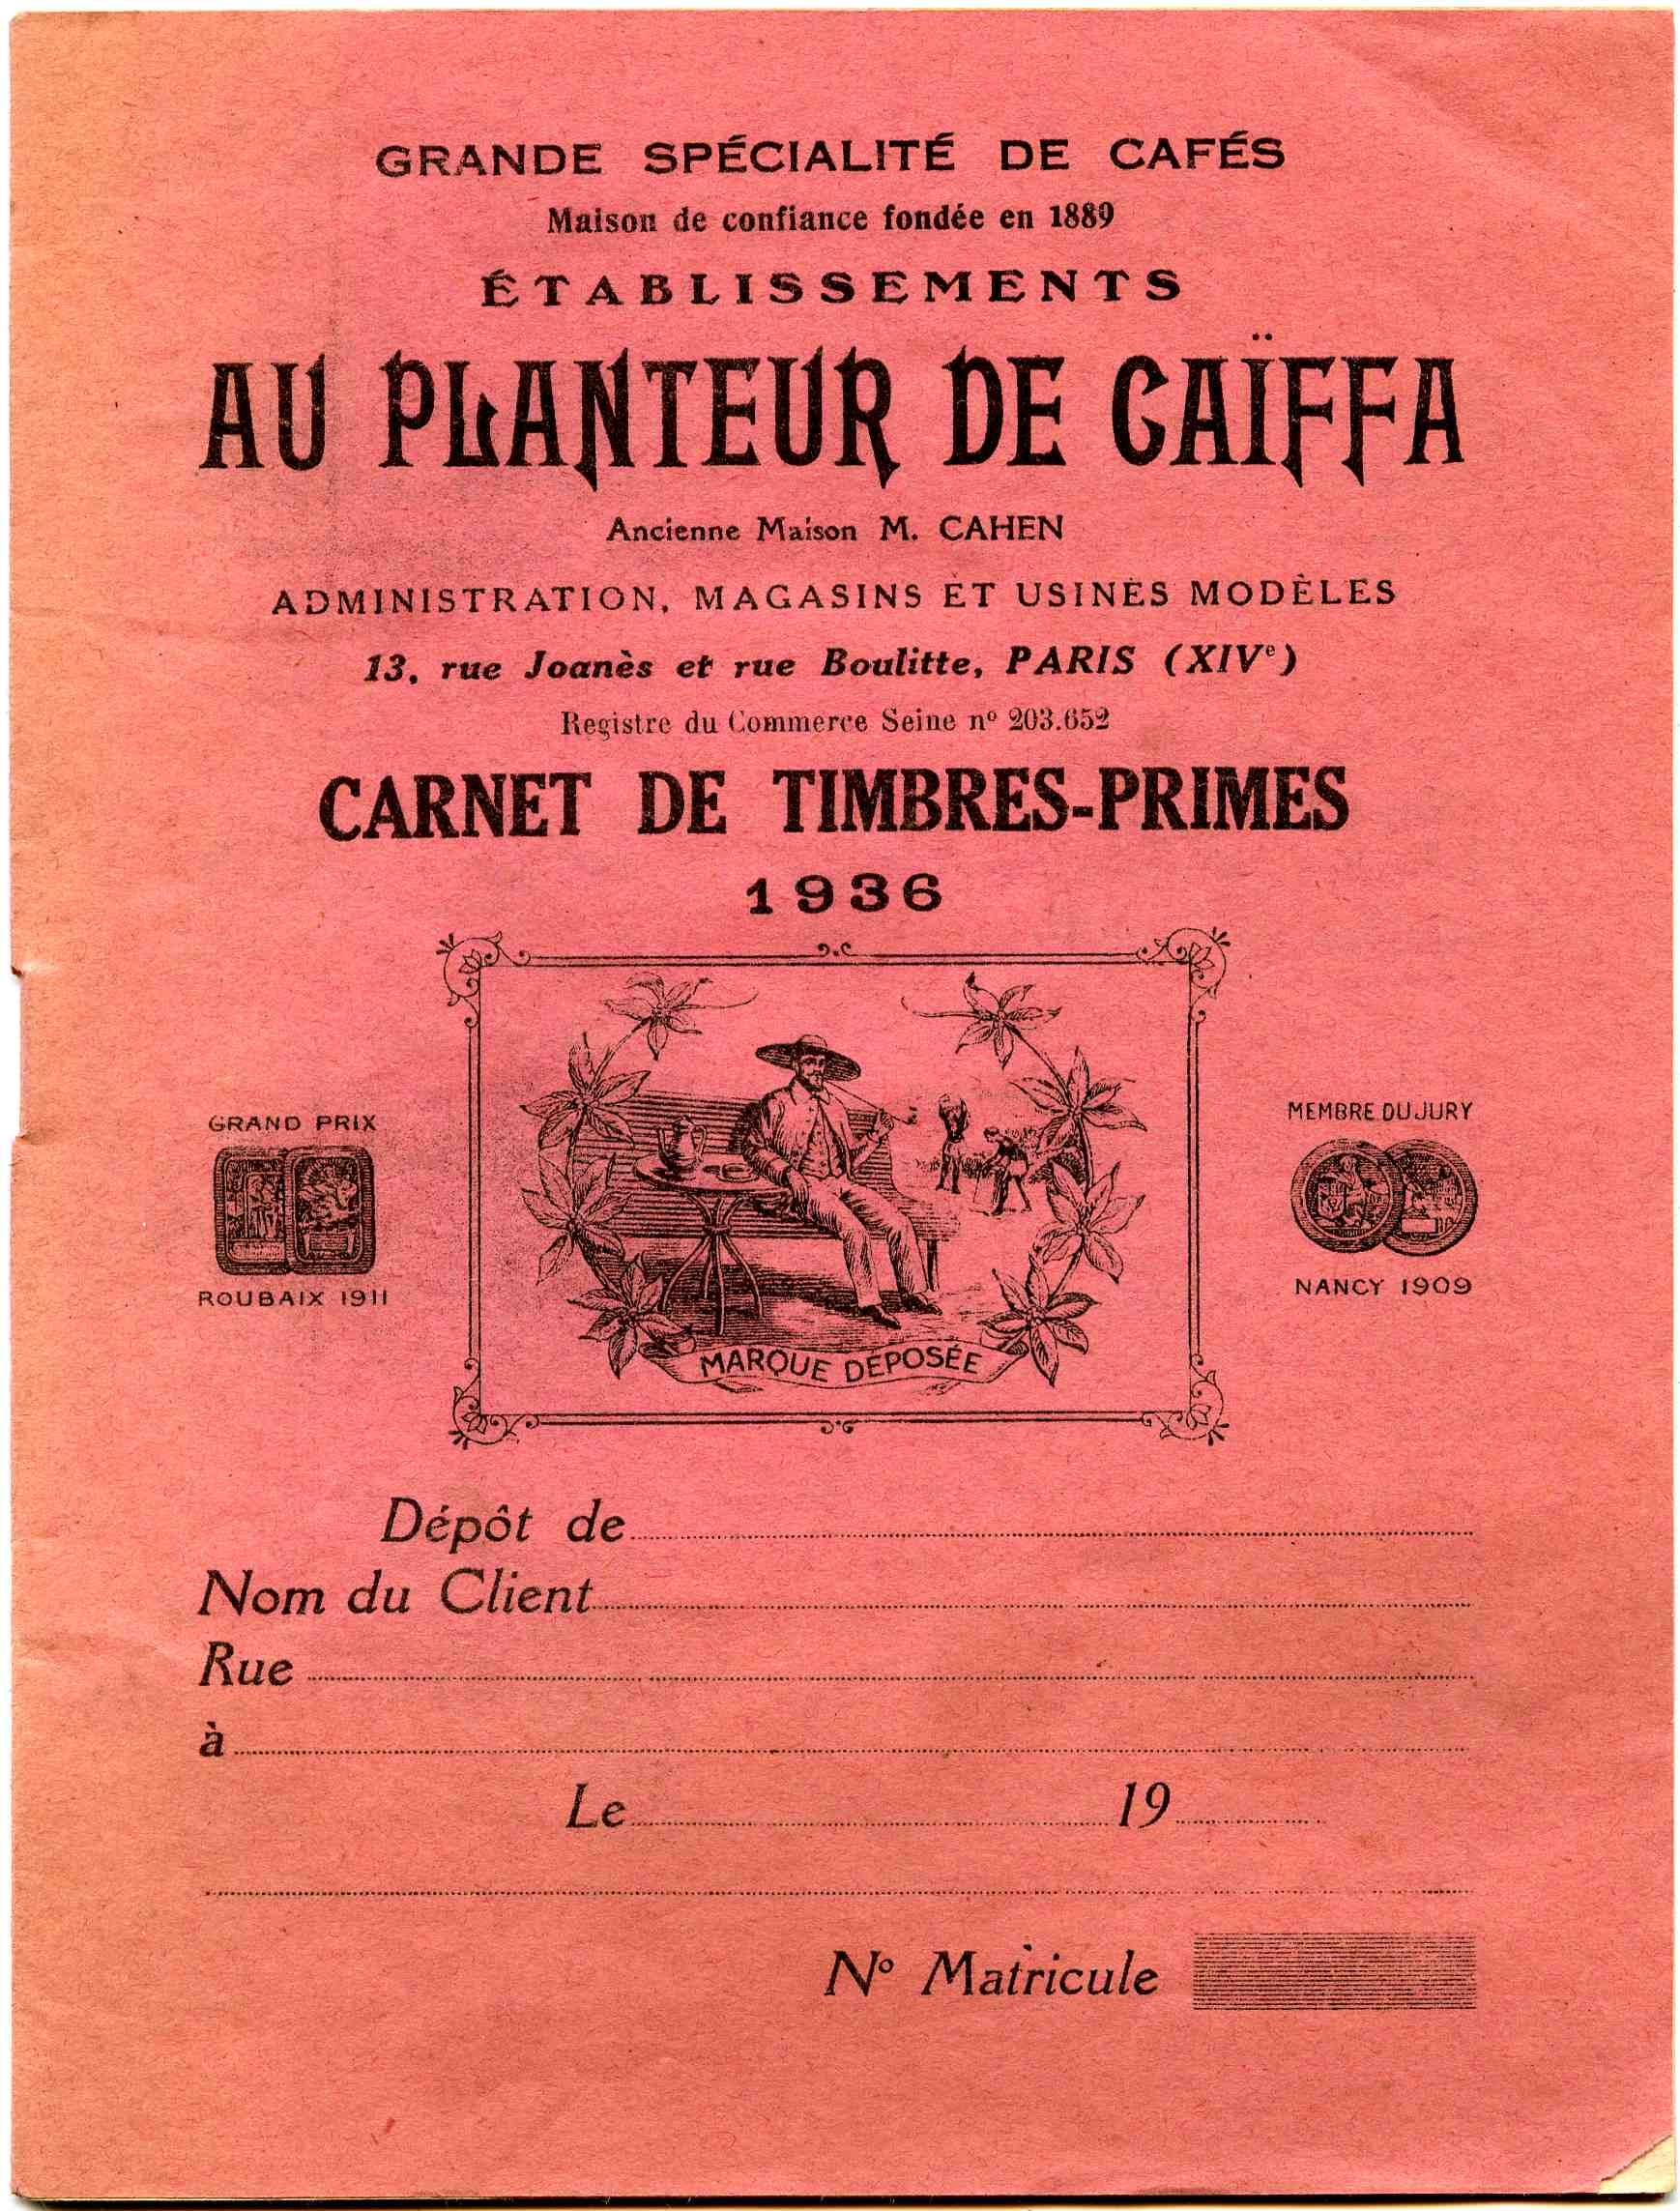 GRANDE SPÉCIALITÉ DE CAFÉS
Maison de confiance fondée en 1889
ÉTABLISSEMENTS
AU PLANTEUR DE CAÏFFA
Ancienne Maison M. CAHEN
ADMINISTRATION, MAGASINS ET USINES MODÈLES
13, rue Joanès et rue Boulitte, PARIS (XIVe)
Registre du Commerce Seine no 203.652
CARNET DE TIMBRES-PRIMES
1936
GRAND PRIX
ROUBAIX 1911
MARQUE DÉPOSÉE
MEMBRE DU JURY
NANCY 1909
Dépôt de
Nom du Client
Rue
à
Le 19
No Matricule